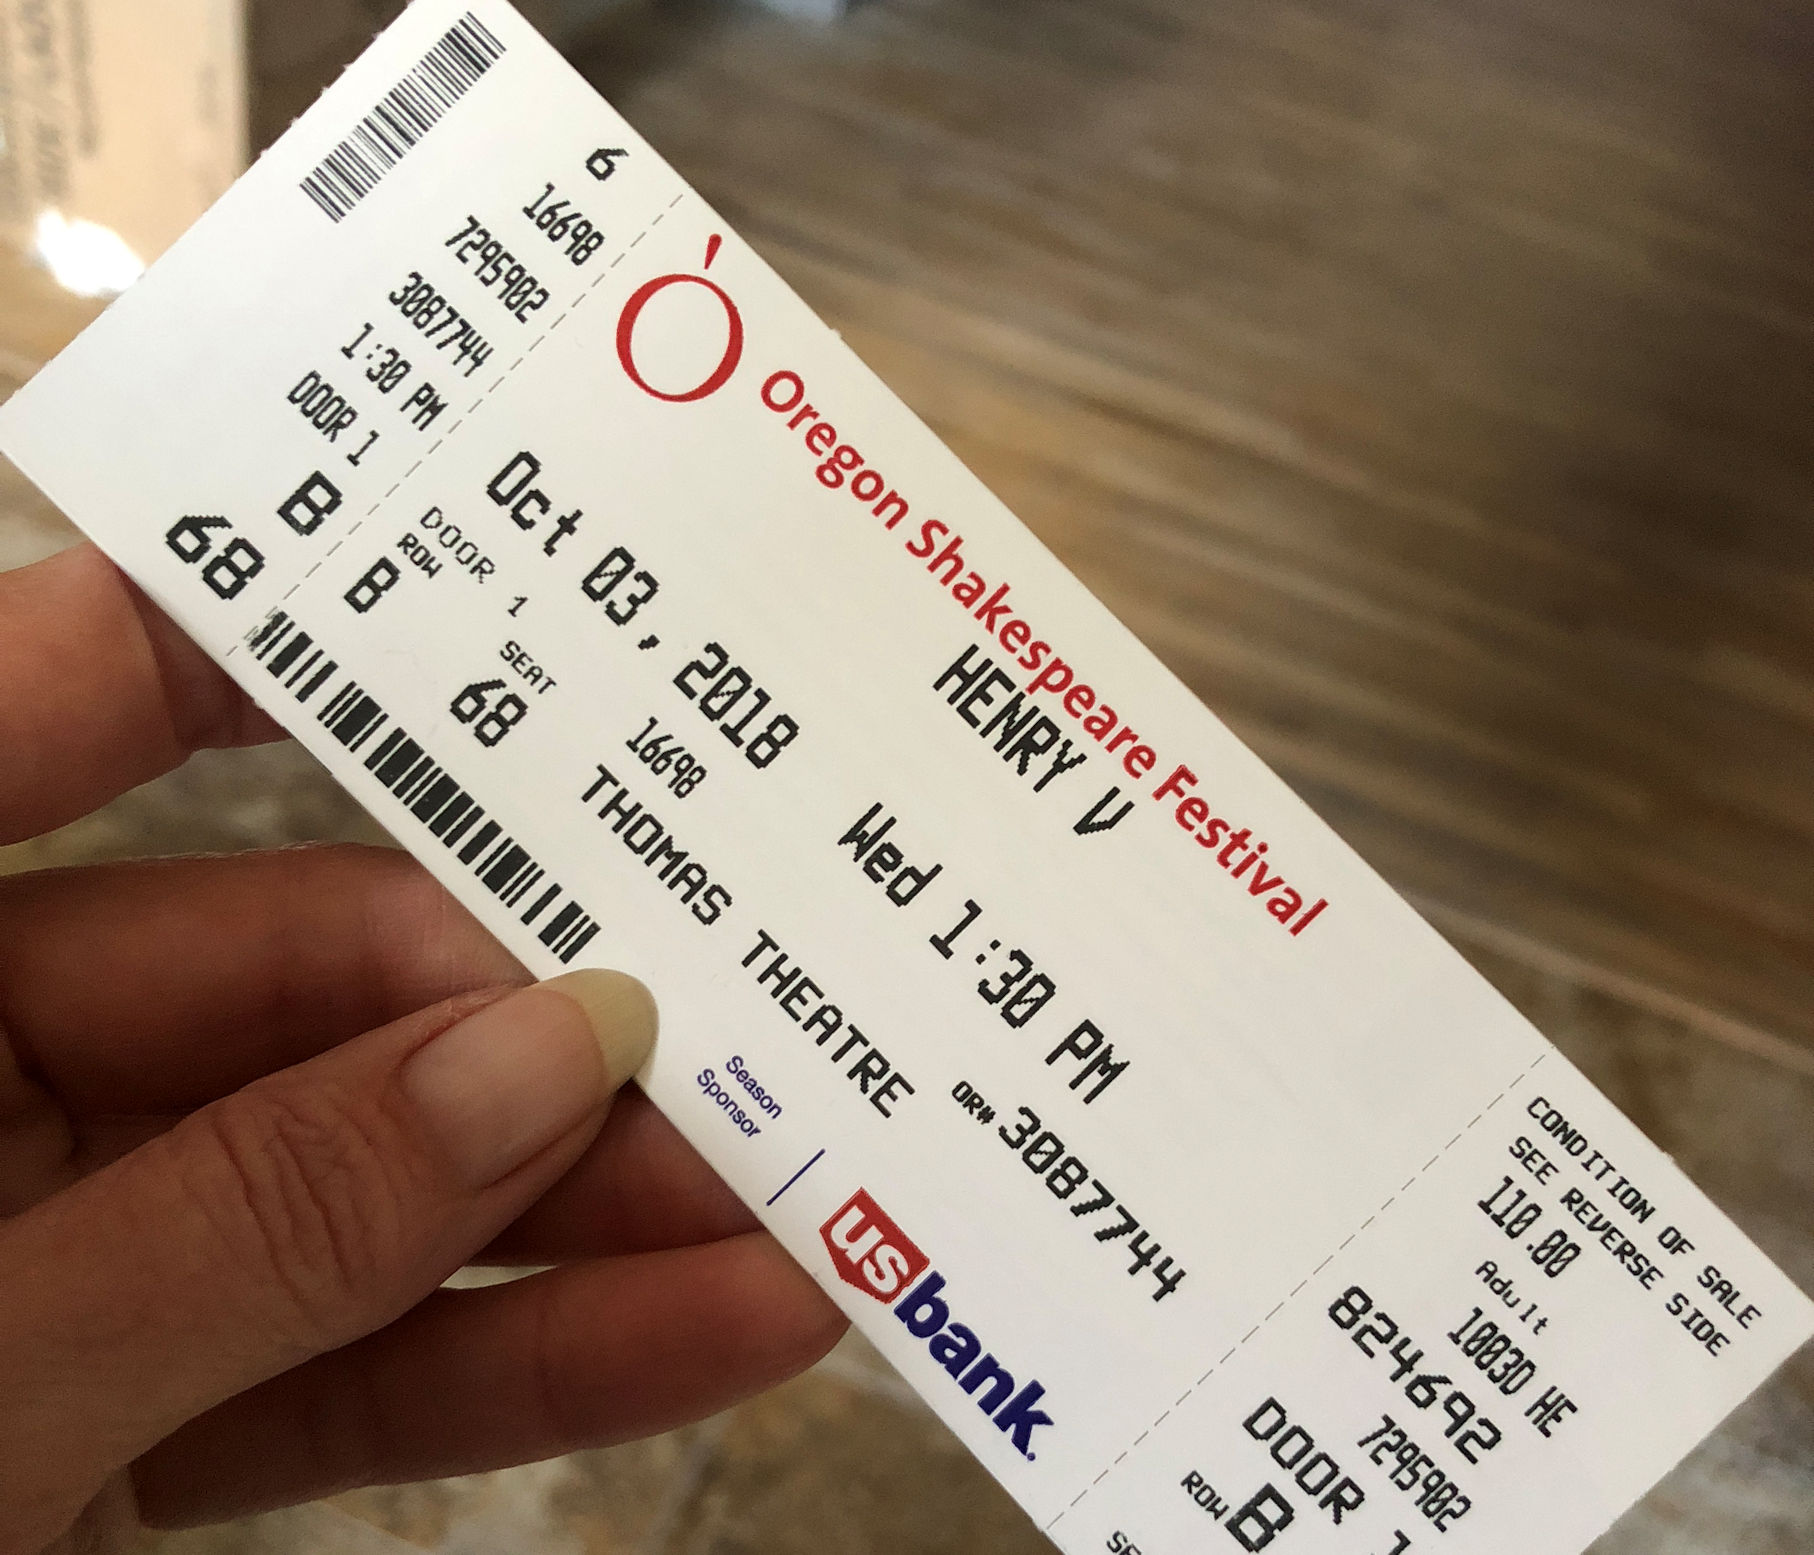 6
16698
7295902
3087744
1:30 PM
DOOR 1
B
68
Oregon Shakespeare Festival
HENRY V
Oct 03, 2018 Wed 1:30 PM
DOOR 1 16698 OR# 3087744
ROW SEAT
B 68 THOMAS THEATRE
Season
Sponsor
usbank.
CONDITION OF SALE
SEE REVERSE SIDE
110.00
Adult
1003D HE
824692
7295902
DOOR 1
ROW
B